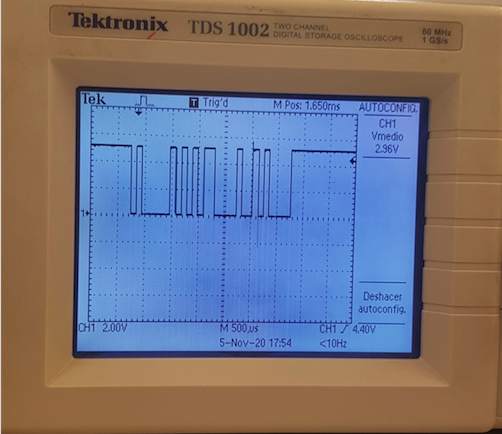 Tektronix TDS 1002 TWO CHANNEL
DIGITAL STORAGE OSCILLOSCOPE
60 MHz
1 GS/s
Tek T Trig'd M Pos: 1.650ms AUTOCONFIG.
CH1
Vmedio
2.96V
1
Deshacer
autoconfig.
CH1 2.00V M 500µs CH1 / 4.40V
5-Nov-20 17:54 <10Hz